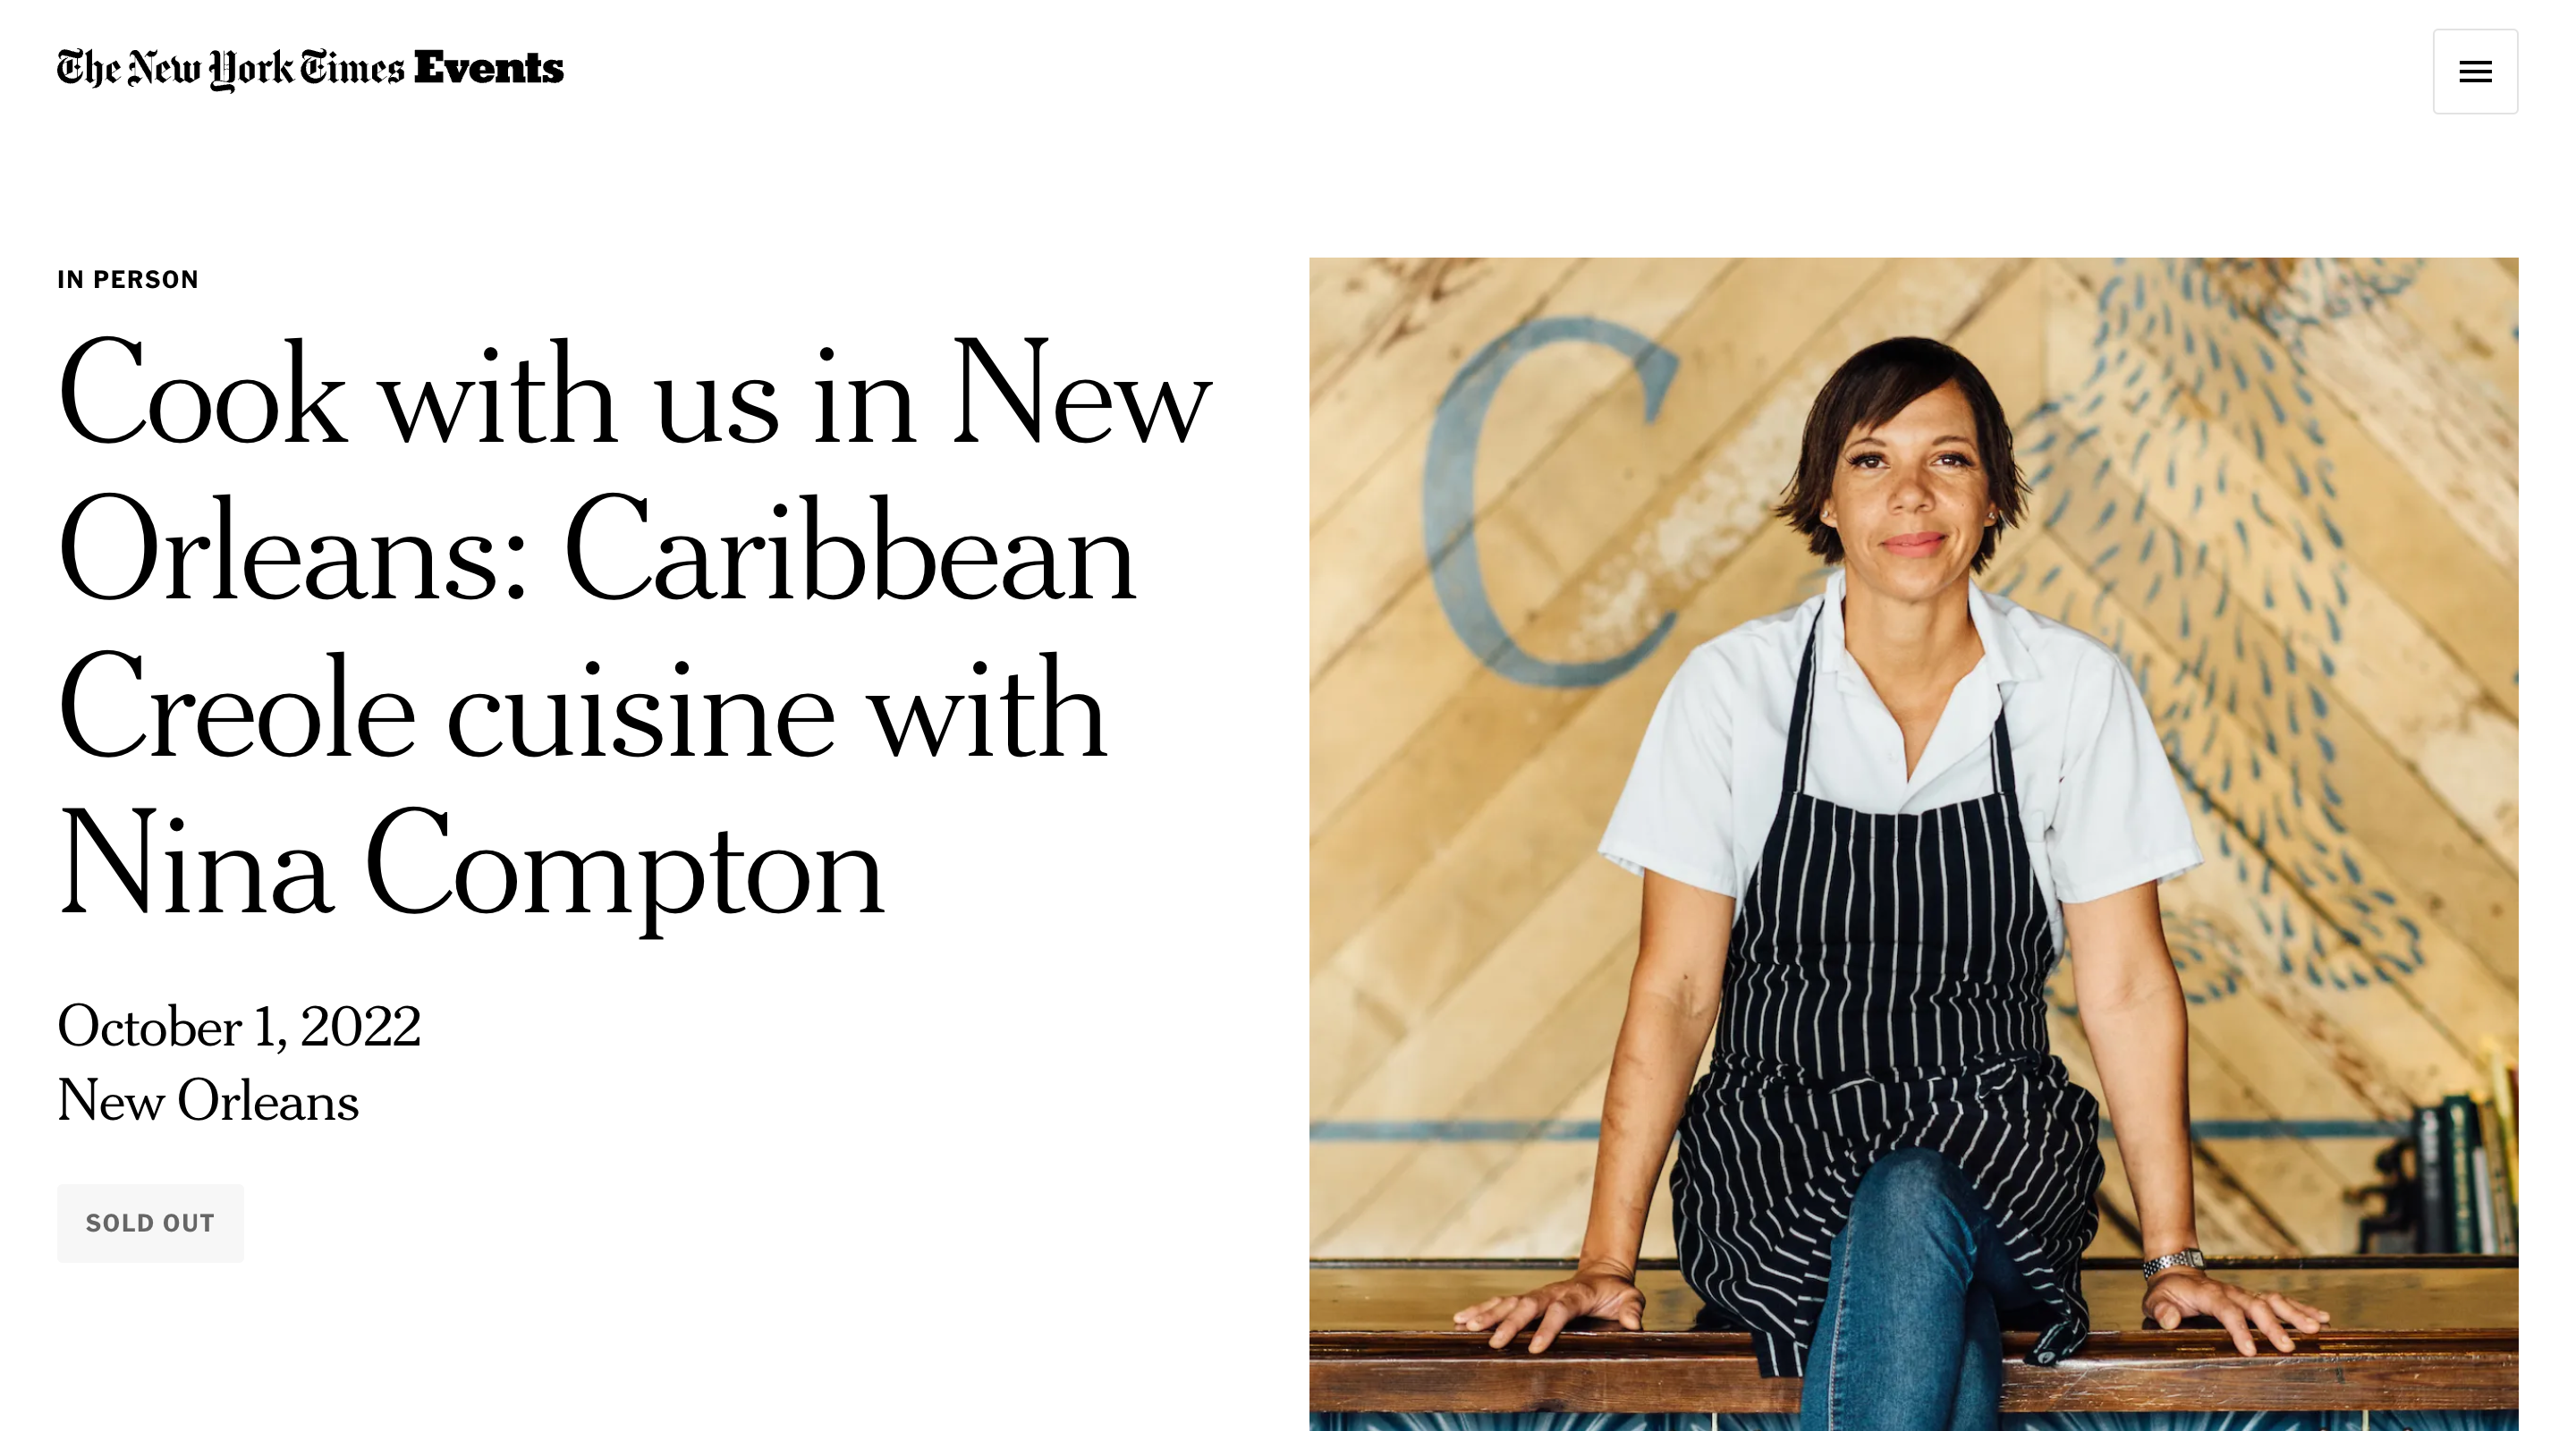 The New York Times Events
IN PERSON
Cook with us in New
Orleans: Caribbean
Creole cuisine with
Nina Compton
October 1, 2022
New Orleans
SOLD OUT
C